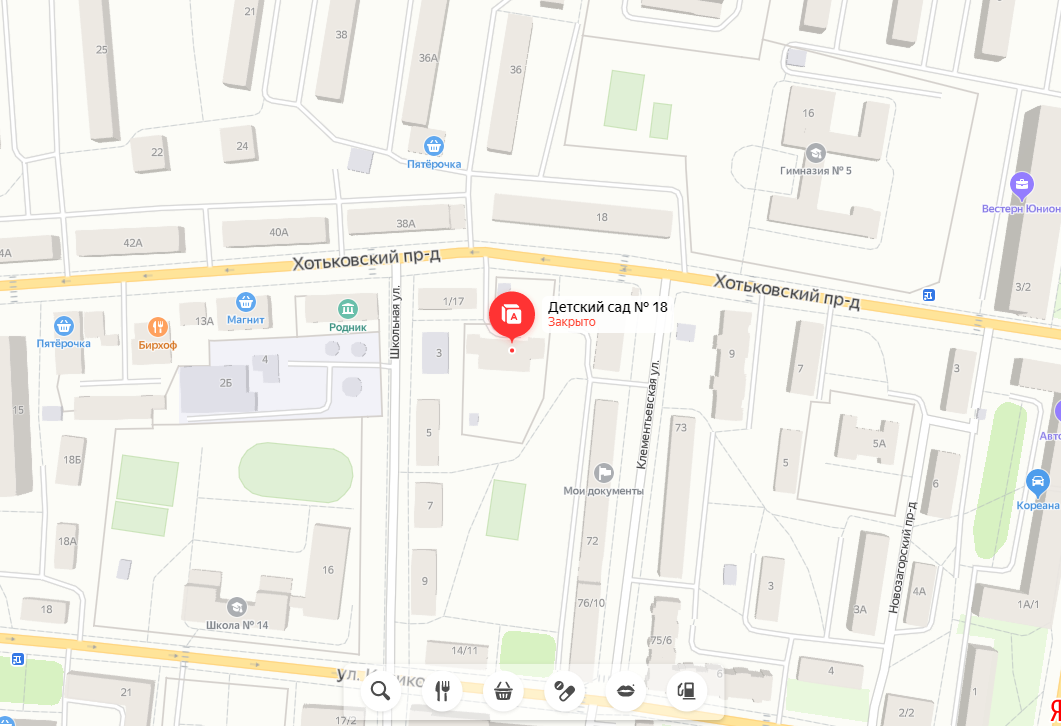 21
25
38
36А
36
16
22
24
Пятёрочка
Гимназия № 5
Вестерн Юнион
18
38А
40А
42А
4А
Хотьковский пр-д
Хотьковский пр-д
3/2
Школьная ул.
1/17
Детский сад № 18
Закрыто
Магнит
13А
Родник
Пятёрочка
Бирхоф
4
2Б
3
9
7
3
Клементьевская ул.
15
5
73
5
5А
18Б
Мои документы
6
Кореана
7
18А
72
16
9
3
3А
4А
Новозагорский пр-д
18
Школа № 14
76/10
1А/1
14/11
75/6
4
6
1
21
17/2
2/2